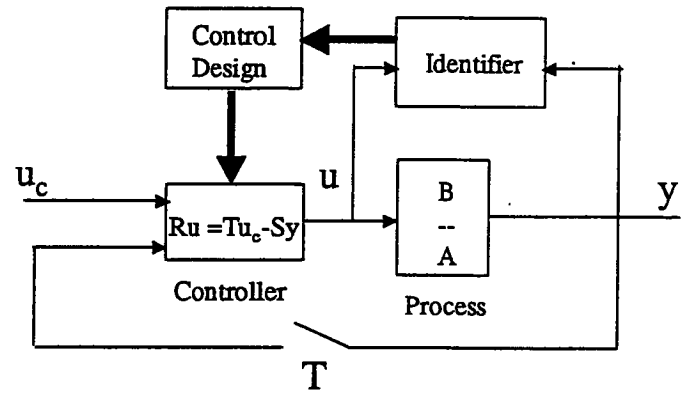 Control
Design
Identifier
u_c
u
y
Ru =Tu_c-Sy
B
--
A
Controller
Process
T